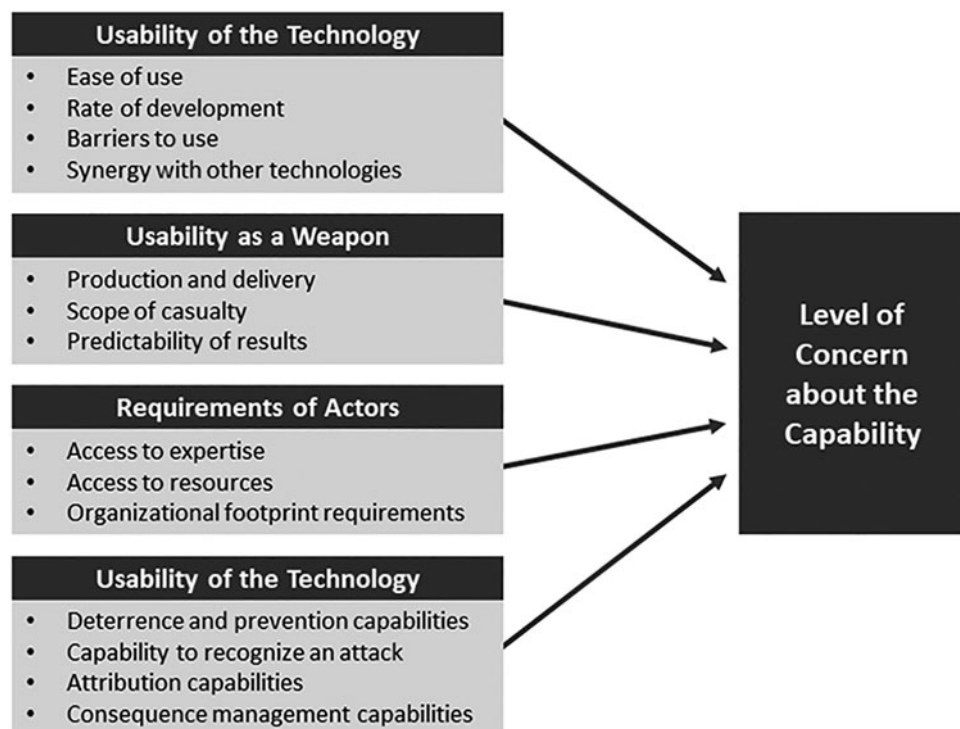 Usability of the Technology
• Ease of use
• Rate of development
• Barriers to use
• Synergy with other technologies
Usability as a Weapon
• Production and delivery
• Scope of casualty
• Predictability of results
Requirements of Actors
• Access to expertise
• Access to resources
• Organizational footprint requirements
Usability of the Technology
• Deterrence and prevention capabilities
• Capability to recognize an attack
• Attribution capabilities
• Consequence management capabilities
Level of
Concern
about the
Capability